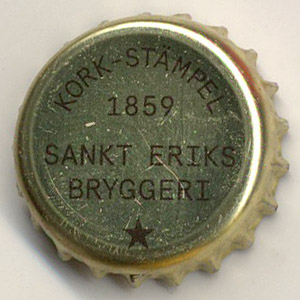 KORK-STÄMPEL
1859
SANKT ERIKS
BRYGGERI